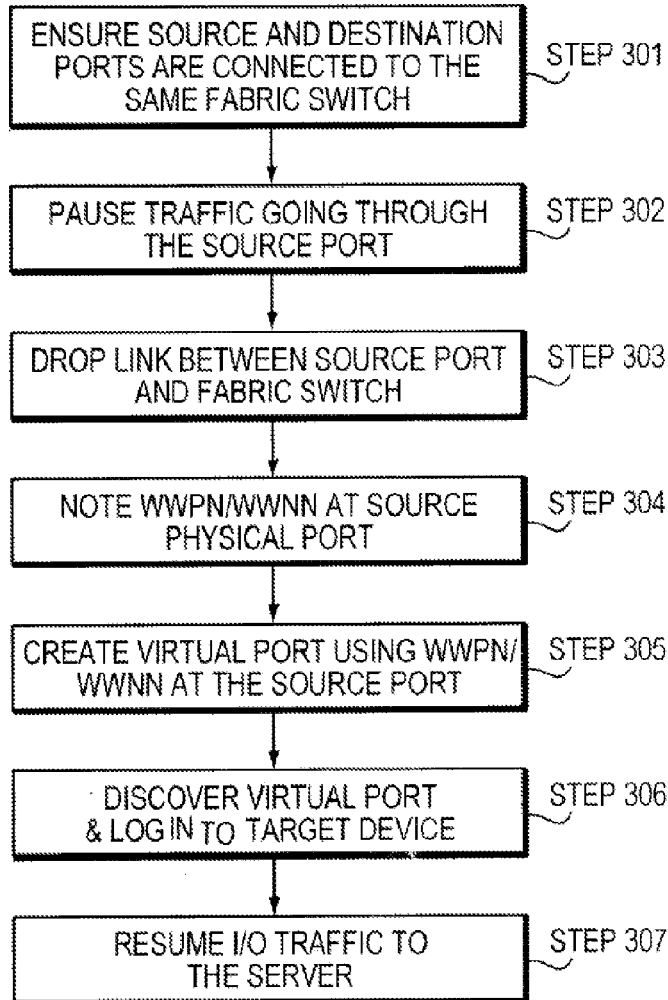 ENSURE SOURCE AND DESTINATION
PORTS ARE CONNECTED TO THE
SAME FABRIC SWITCH
STEP 301
PAUSE TRAFFIC GOING THROUGH
THE SOURCE PORT
STEP 302
DROP LINK BETWEEN SOURCE PORT
AND FABRIC SWITCH
STEP 303
NOTE WWPN/WWNN AT SOURCE
PHYSICAL PORT
STEP 304
CREATE VIRTUAL PORT USING WWPN/
WWNN AT THE SOURCE PORT
STEP 305
DISCOVER VIRTUAL PORT
& LOG IN TO TARGET DEVICE
STEP 306
RESUME I/O TRAFFIC TO
THE SERVER
STEP 307